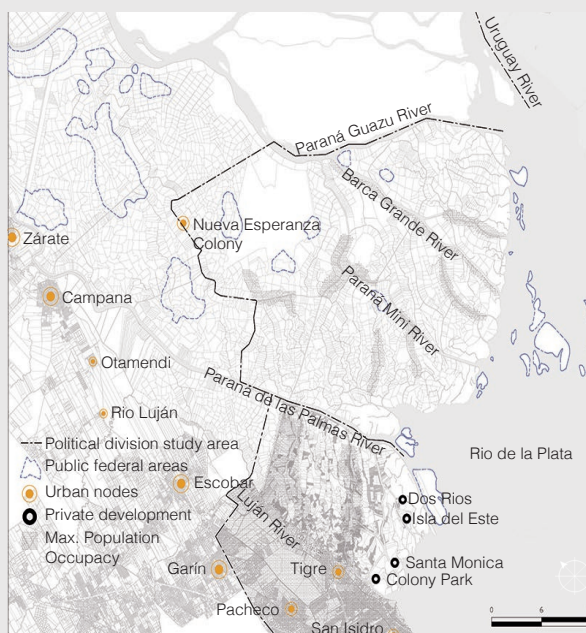 Uruguay River
Paraná Guazu River
Barca Grande River
Nueva Esperanza
Colony
Zárate
Paraná Mini River
Campana
Otamendi
Paraná de las Palmas River
Rio Luján
Political division study area
Public federal areas
Rio de la Plata
Urban nodes
Escobar
Private development
Dos Rios
Luján River
Isla del Este
Max. Population
Occupacy
Santa Monica
Garín
Tigre
Colony Park
Pacheco
San Isidro
0 6